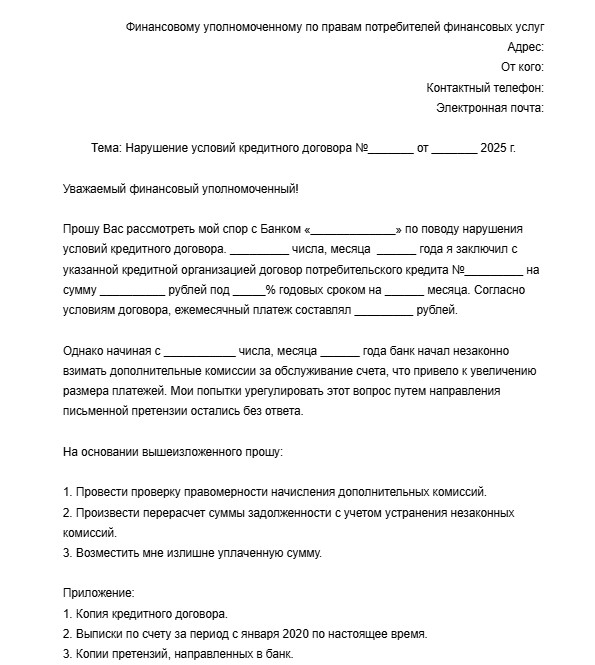 Финансовому уполномоченному по правам потребителей финансовых услуг
Адрес:
От кого:
Контактный телефон:
Электронная почта:
Тема: Нарушение условий кредитного договора №_______ от _______ 2025 г.
Уважаемый финансовый уполномоченный!
Прошу Вас рассмотреть мой спор с Банком «_____________» по поводу нарушения
условий кредитного договора. _________ числа, месяца ______ года я заключил с
указанной кредитной организацией договор потребительского кредита №_________ на
сумму __________ рублей под _____% годовых сроком на ______ месяца. Согласно
условиям договора, ежемесячный платеж составлял _________ рублей.
Однако начиная с ___________ числа, месяца ______ года банк начал незаконно
взимать дополнительные комиссии за обслуживание счета, что привело к увеличению
размера платежей. Мои попытки урегулировать этот вопрос путем направления
письменной претензии остались без ответа.
На основании вышеизложенного прошу:
1. Провести проверку правомерности начисления дополнительных комиссий.
2. Произвести перерасчет суммы задолженности с учетом устранения незаконных
комиссий.
3. Возместить мне излишне уплаченную сумму.
Приложение:
1. Копия кредитного договора.
2. Выписки по счету за период с января 2020 по настоящее время.
3. Копии претензий, направленных в банк.